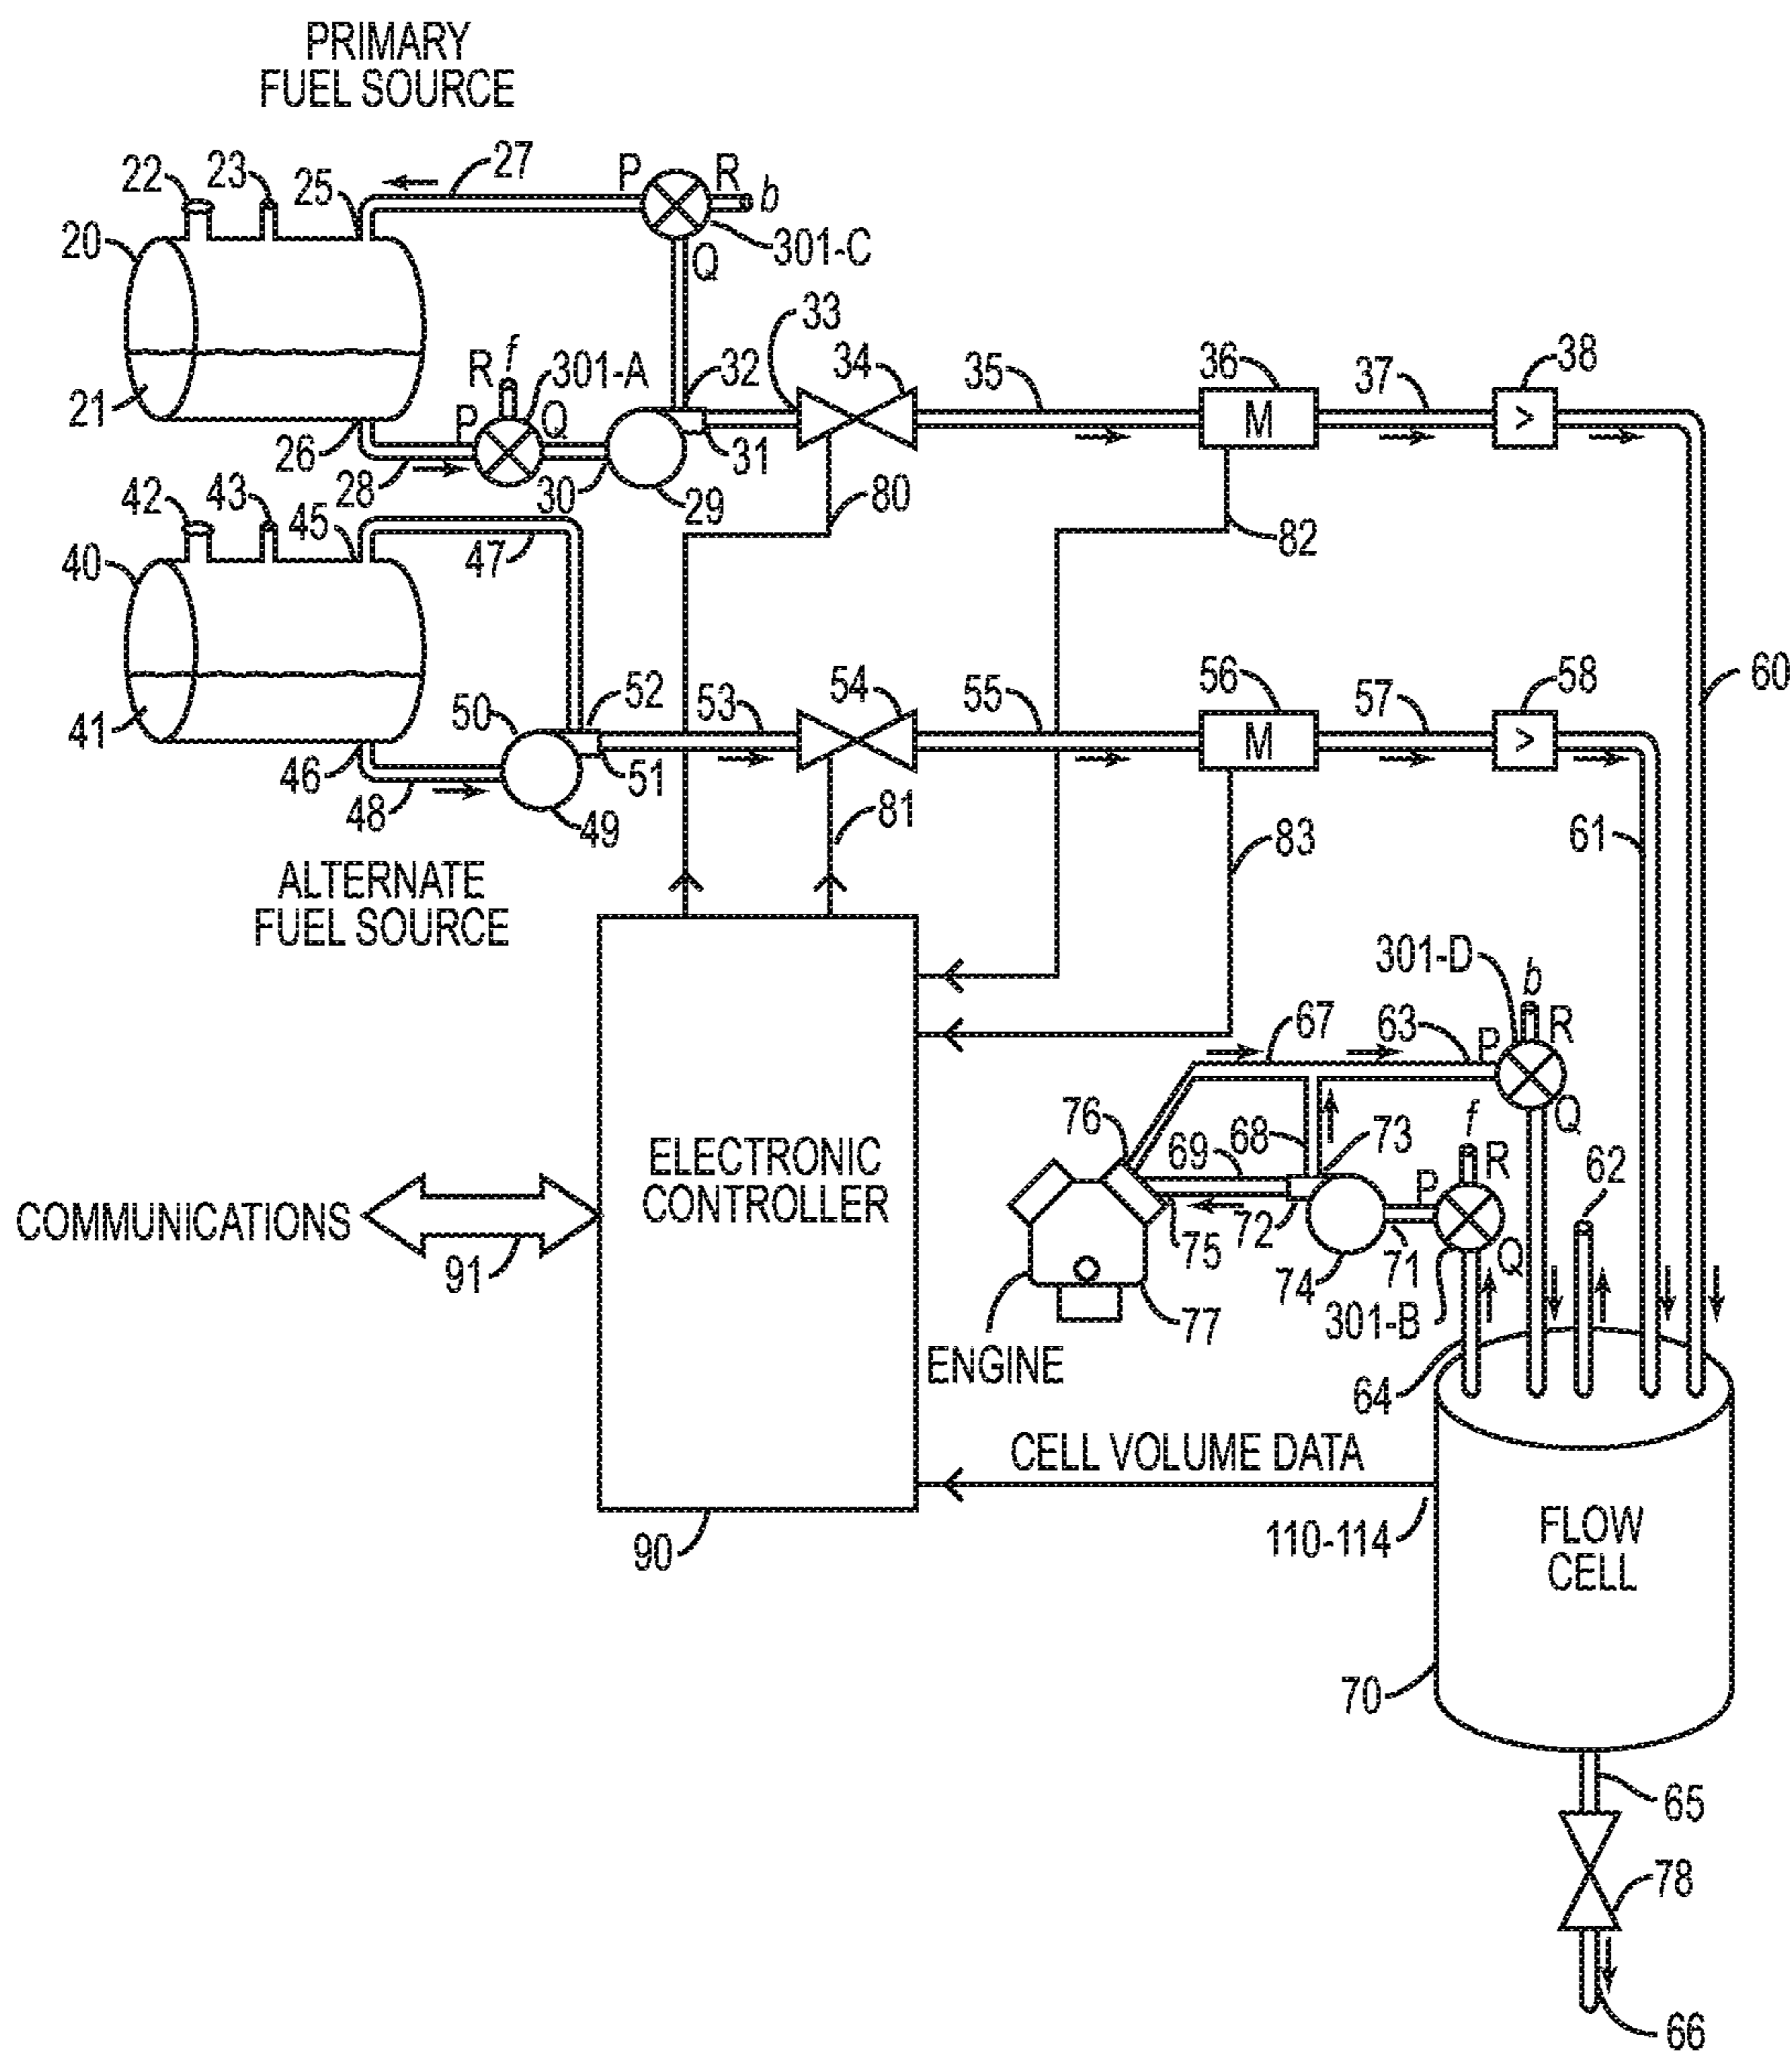 PRIMARY
FUEL SOURCE
22 23 25 27 P R b
20 301-C
Q
33
R f 301-A 32 34 35 36 37 38
21 P Q M >
26 31
28 30 29 80
42 43 45
47 82
40
52 53 54 55 56 57 58 60
50 M >
41
46 51
48 49 81 83 61
ALTERNATE
FUEL SOURCE
301-D b
67 63 P R
76 f Q
ELECTRONIC
CONTROLLER
69 68 73 R 62
P
COMMUNICATIONS
91
75 72 71 Q
74
77 301-B
ENGINE
64
CELL VOLUME DATA
110-114
FLOW
CELL
90
70
65
78
66